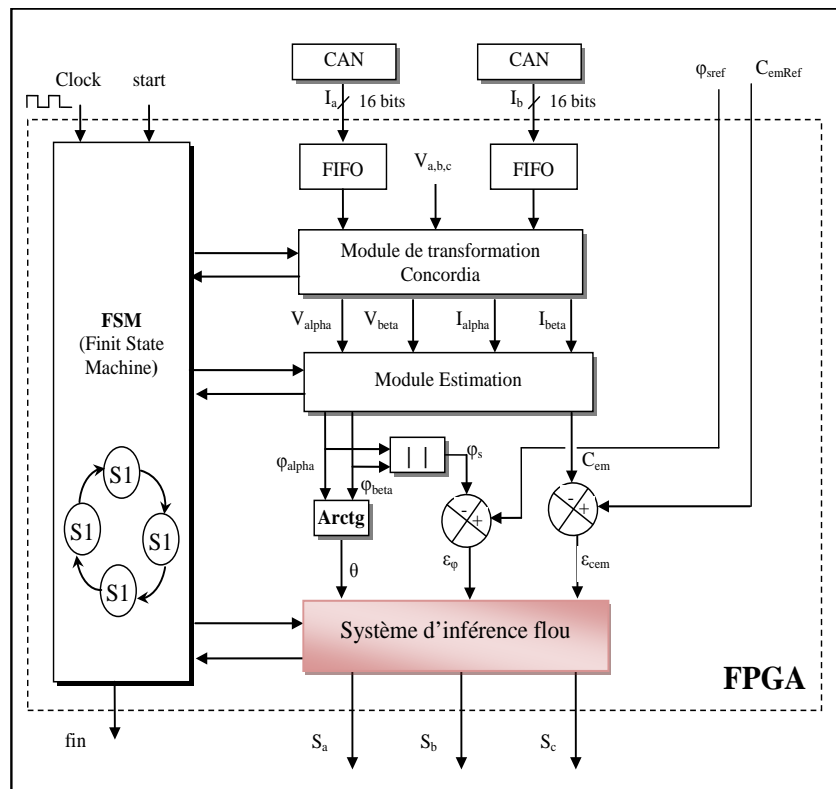 CAN
CAN
φsref
CemRef
Clock
start
Ia
16 bits
Ib
16 bits
FIFO
Va,b,c
FIFO
Module de transformation
Concordia
FSM
(Finit State
Machine)
Valpha
Vbeta
Ialpha
Ibeta
Module Estimation
φalpha
φbeta
| |
φs
Cem
S1
S1
S1
S1
Arctg
-
+
-
+
θ
εφ
εcem
Système d'inférence flou
FPGA
fin
Sa
Sb
Sc